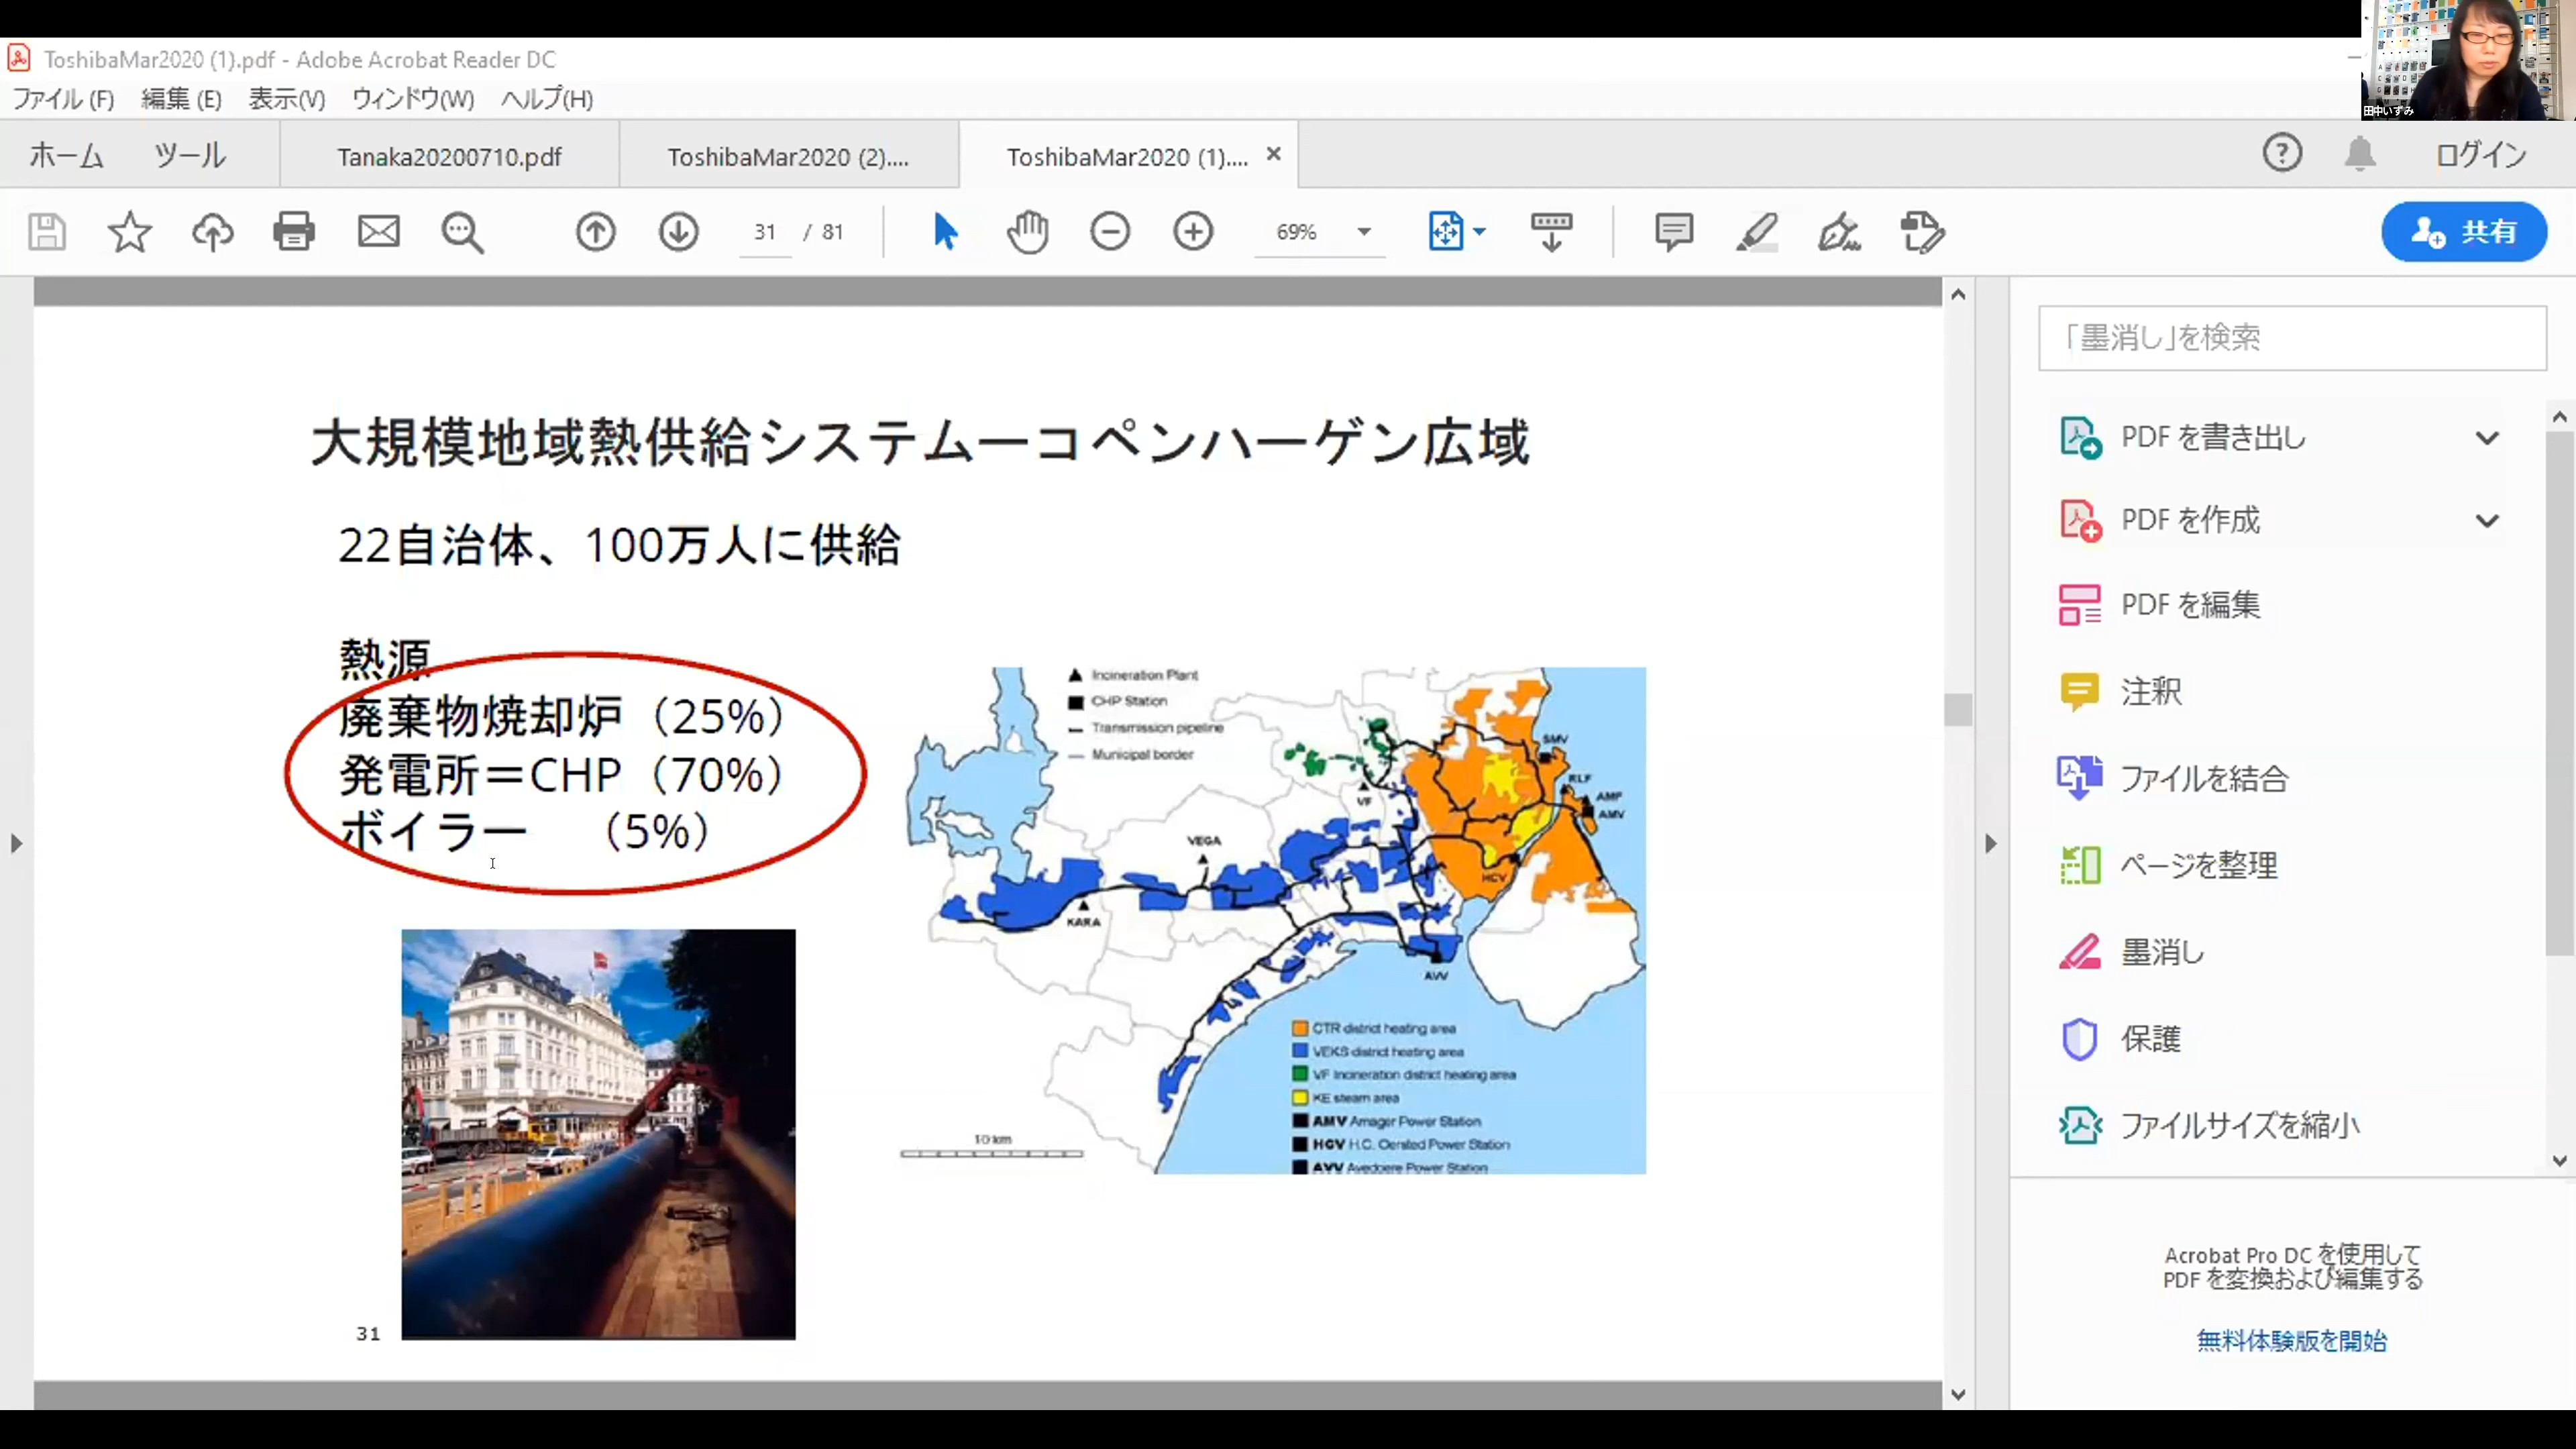 ToshibaMar2020 (1).pdf - Adobe Acrobat Reader DC
田中いずみ
ファイル(F) 編集(E) 表示(V) ウィンドウ(W) ヘルプ(H)
ホーム ツール Tanaka20200710.pdf ToshibaMar2020 (2).... ToshibaMar2020 (1).... × ? ログイン
31 / 81 69% 共有
「墨消し」を検索
PDF を書き出し
PDF を作成
PDF を編集
注釈
ファイルを結合
ページを整理
墨消し
保護
ファイルサイズを縮小
Acrobat Pro DC を使用して
PDF を変換および編集する
無料体験版を開始
大規模地域熱供給システムーコペンハーゲン広域
22自治体、100万人に供給
熱源
廃棄物焼却炉（25%）
発電所＝CHP（70%）
ボイラー　（5%）
Incineration Plant
CHP Station
Transmission pipeline
Municipal border
SMV
RLF
AMF
AMV
VF
VEGA
HCV
KARA
AVV
CTR district heating area
VEKS district heating area
VF Incineration district heating area
KE steam area
AMV Amager Power Station
HCV H.C. Oersted Power Station
AVV Avedoere Power Station
10 km
31